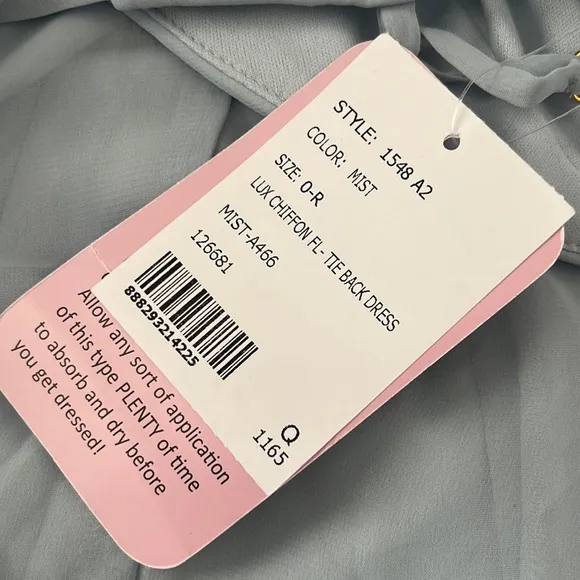 STYLE: 1548 A2
COLOR: MIST
SIZE: 0-R
LUX CHIFFON FL- TIE BACK DRESS
MIST-A466
126681
888293214225
Q
1165
Allow any sort of application
of this type PLENTY of time
to absorb and dry before
you get dressed!